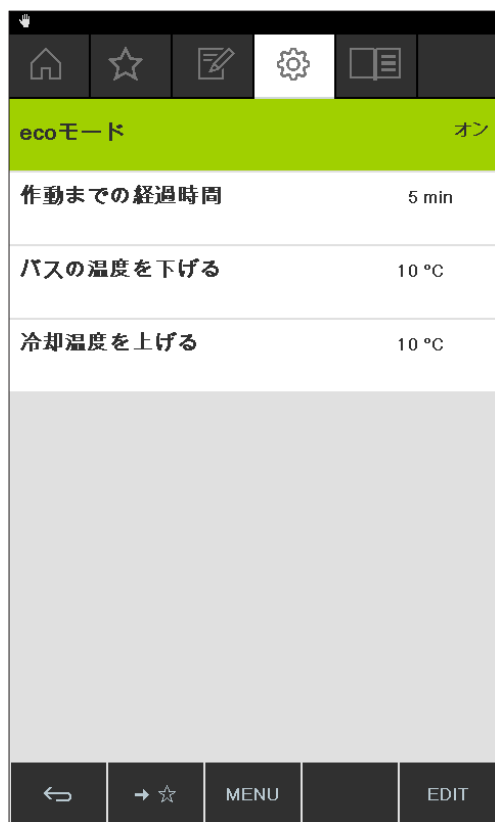 ecoモード オン
作動までの経過時間 5 min
バスの温度を下げる 10 °C
冷却温度を上げる 10 °C
MENU EDIT